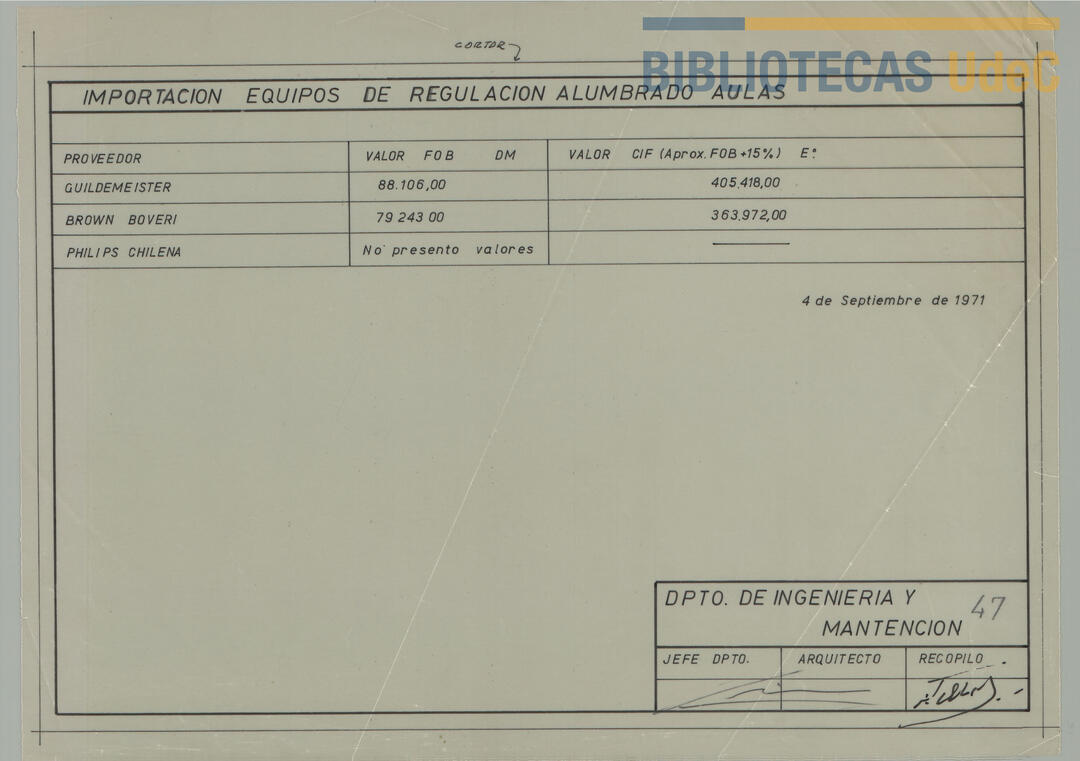 CORTAR
BIBLIOTECAS UdeC
IMPORTACION EQUIPOS DE REGULACION ALUMBRADO AULAS
PROVEEDOR VALOR FOB DM VALOR CIF (Aprox. FOB +15%) Eº
GUILDEMEISTER 88.106,00 405.418,00
BROWN BOVERI 79 243 00 363.972,00
PHILIPS CHILENA No presento valores
4 de Septiembre de 1971
DPTO. DE INGENIERIA Y
MANTENCION
47
JEFE DPTO. ARQUITECTO RECOPILO